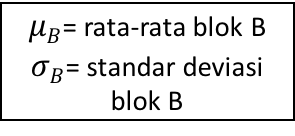 μ_B= rata-rata blok B
σ_B= standar deviasi
blok B